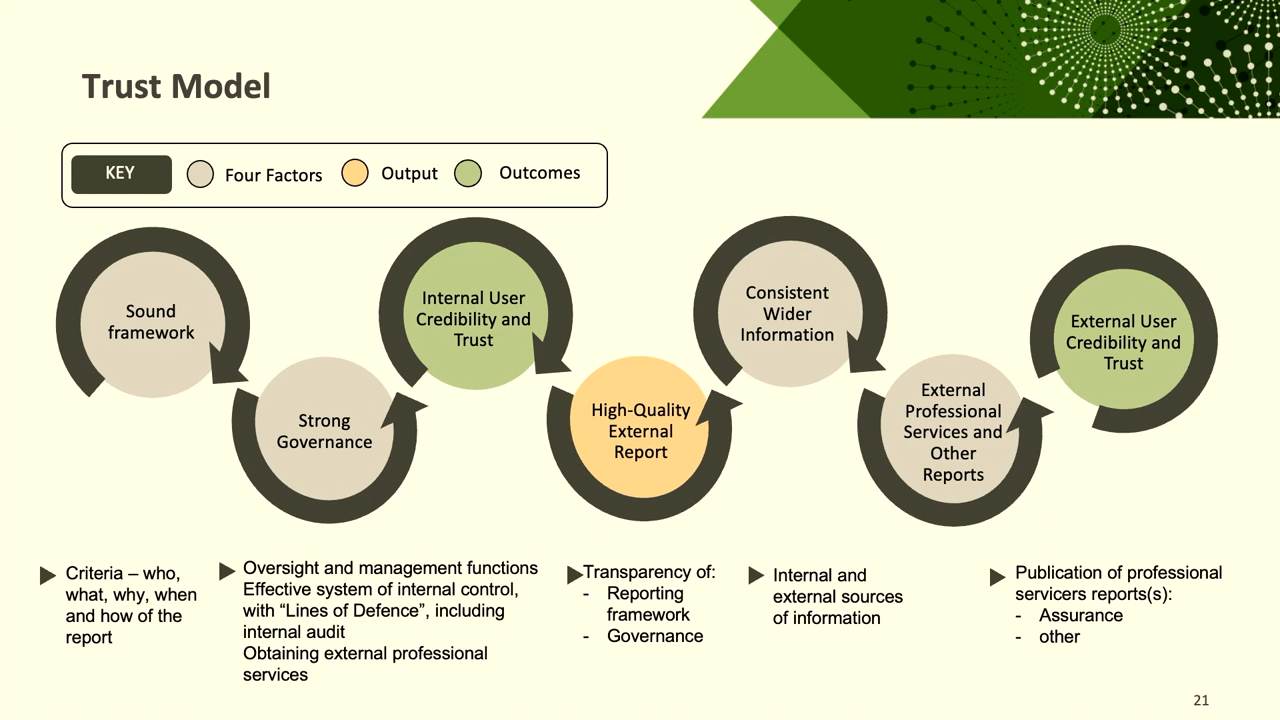 Trust Model
KEY
Four Factors
Output
Outcomes
Sound
framework
Strong
Governance
Internal User
Credibility and
Trust
High-Quality
External
Report
Consistent
Wider
Information
External
Professional
Services and
Other
Reports
External User
Credibility and
Trust
Criteria – who,
what, why, when
and how of the
report
Oversight and management functions
Effective system of internal control,
with “Lines of Defence”, including
internal audit
Obtaining external professional
services
Transparency of:
- Reporting
framework
- Governance
Internal and
external sources
of information
Publication of professional
servicers reports(s):
- Assurance
- other
21